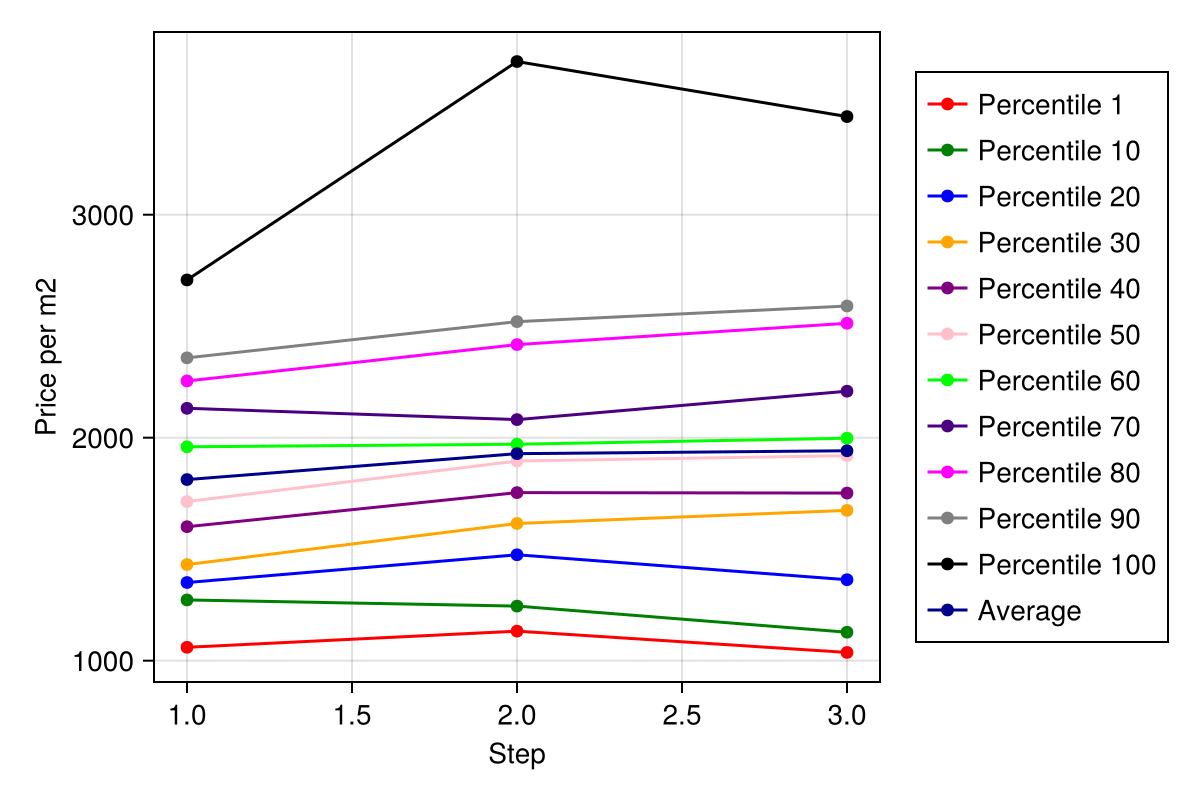 Price per m2
3000
2000
1000
1.0 1.5 2.0 2.5 3.0
Step
Percentile 1
Percentile 10
Percentile 20
Percentile 30
Percentile 40
Percentile 50
Percentile 60
Percentile 70
Percentile 80
Percentile 90
Percentile 100
Average